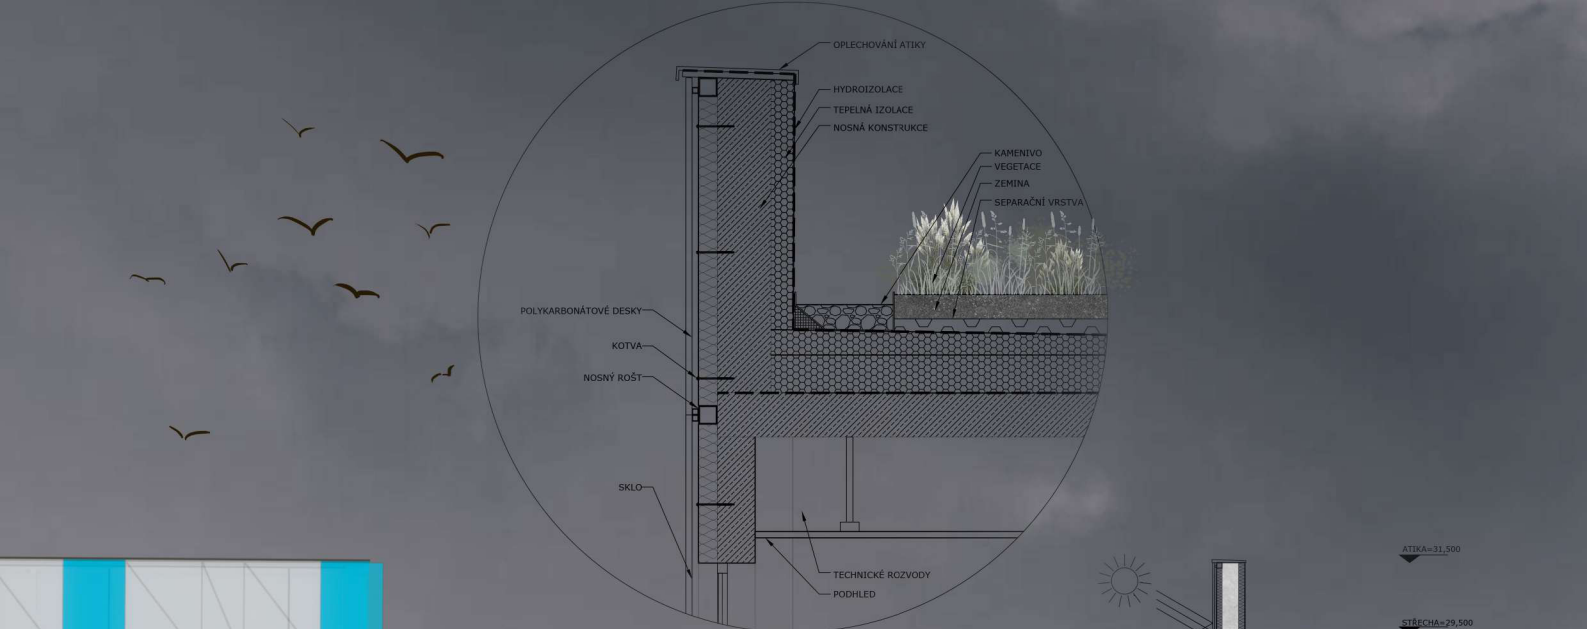 OPLECHOVÁNÍ ATIKY
HYDROIZOLACE
TEPELNÁ IZOLACE
NOSNÁ KONSTRUKCE
KAMENIVO
VEGETACE
ZEMINA
SEPARAČNÍ VRSTVA
POLYKARBONÁTOVÉ DESKY
KOTVA
NOSNÝ ROŠT
SKLO
TECHNICKÉ ROZVODY
PODHLED
ATIKA=31,500
STŘECHA=29,500